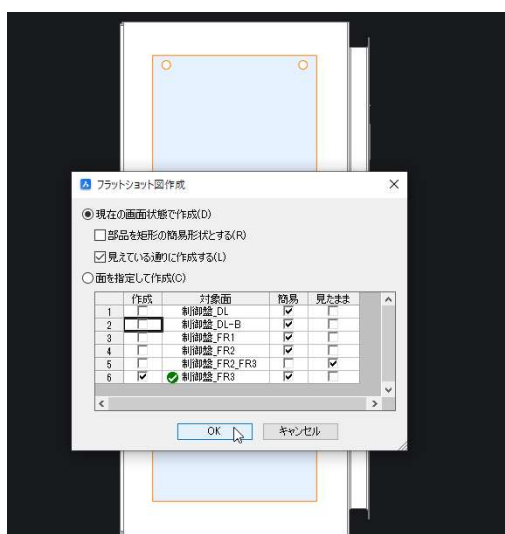 フラットショット図作成
現在の画面状態で作成(D)
部品を矩形の簡易形状とする(R)
見えている通りに作成する(L)
面を指定して作成(C)
作成 対象面 簡易 見たまま
1 制御盤_DL
2 制御盤_DL-B
3 制御盤_FR1
4 制御盤_FR2
5 制御盤_FR2_FR3
6 制御盤_FR3
OK キャンセル